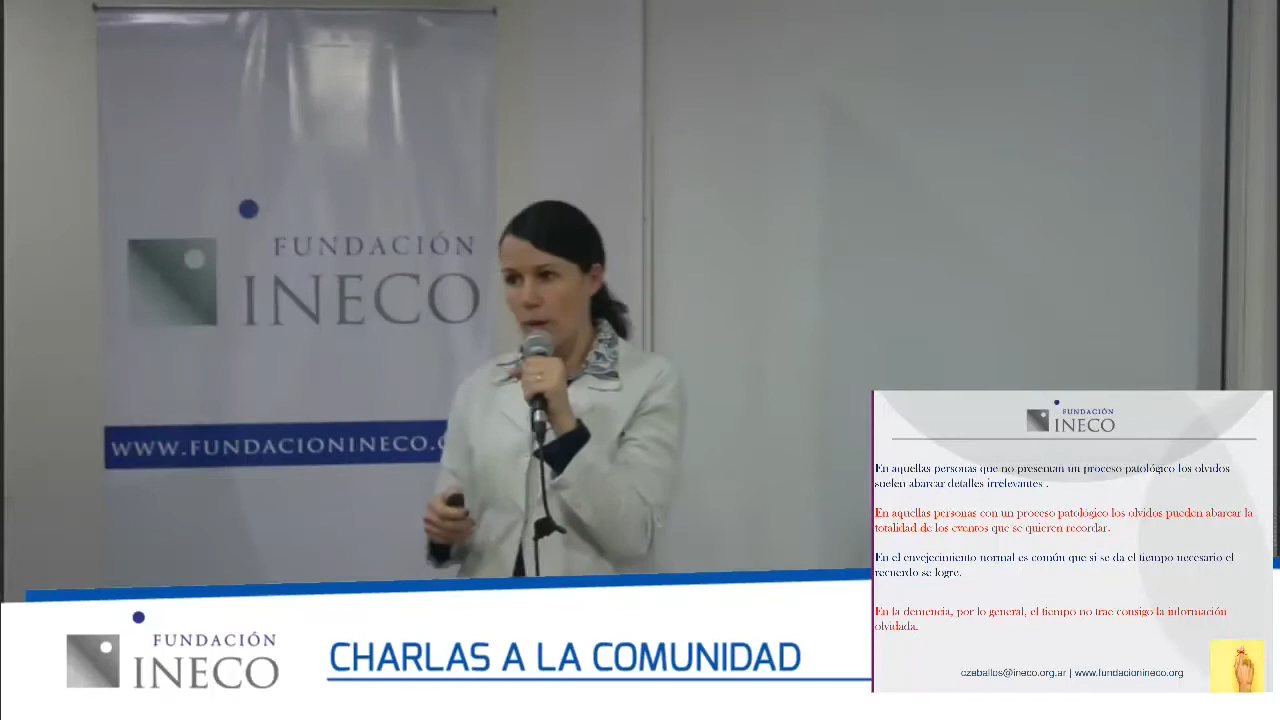 FUNDACIÓN
INECO
WWW.FUNDACIONINECO.
FUNDACIÓN
INECO
En aquellas personas que no presentan un proceso patológico los olvidos
suelen abarcar detalles irrelevantes .
En aquellas personas con un proceso patológico los olvidos pueden abarcar la
totalidad de los eventos que se quieren recordar.
En el envejecimiento normal es común que si se da el tiempo necesario el
recuerdo se logre.
En la demencia, por lo general, el tiempo no trae consigo la información
olvidada.
czeballos@ineco.org.ar | www.fundacionineco.org
FUNDACIÓN
INECO
CHARLAS A LA COMUNIDAD